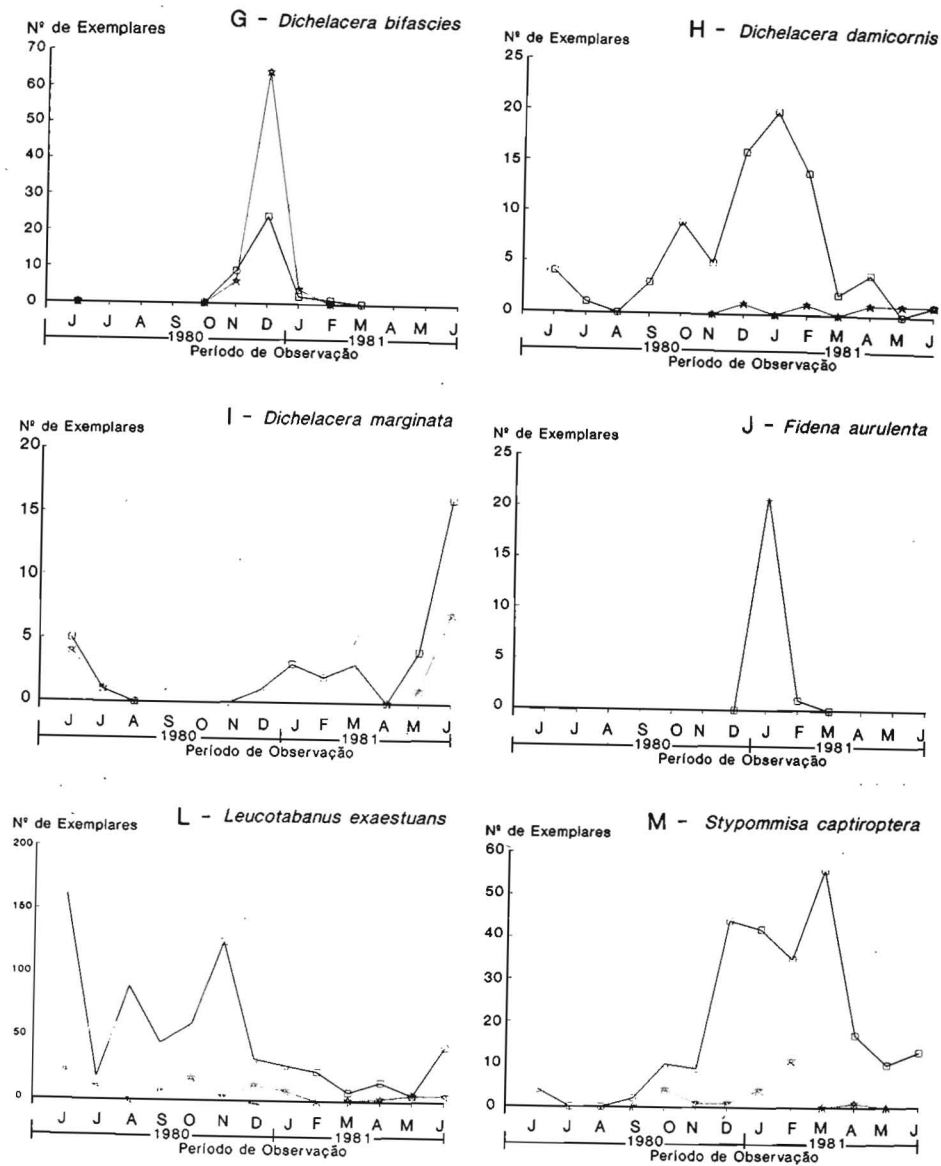 G - Dichelacera bifascies
Nº de Exemplares
70
60
50
40
30
20
10
0
J J A S O N D J F M A M J
1980 1981
Período de Observação
H - Dichelacera damicornis
Nº de Exemplares
25
20
15
10
5
0
J J A S O N D J F M A M J
1980 1981
Período de Observação
I - Dichelacera marginata
Nº de Exemplares
20
15
10
5
0
J J A S O N D J F M A M J
1980 1981
Período de Observação
J - Fidena aurulenta
Nº de Exemplares
25
20
15
10
5
0
J J A S O N D J F M A M J
1980 1981
Período de Observação
L - Leucotabanus exaestuans
Nº de Exemplares
200
150
100
50
0
J J A S O N D J F M A M J
1980 1981
Período de Observação
M - Stypommisa captiroptera
Nº de Exemplares
60
50
40
30
20
10
0
J J A S O N D J F M A M J
1980 1981
Período de Observação